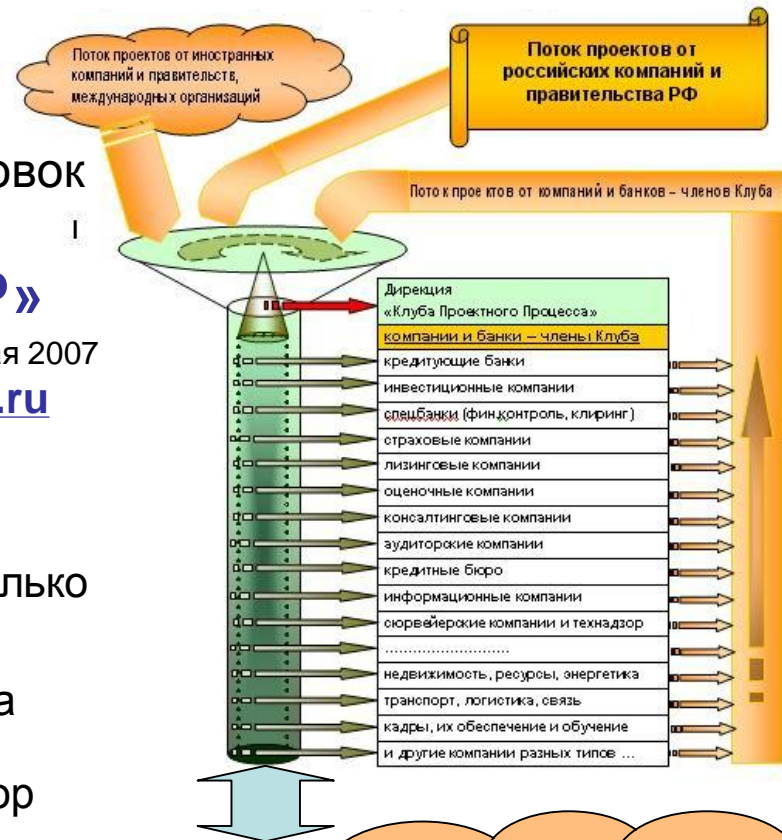 Поток проектов от иностранных
компаний и правительств,
международных организаций
Поток проектов от
российских компаний и
правительства РФ
Поток проектов от компаний и банков – членов Клуба
овок
Р»
ая 2007
.ru
олько
а
ор
Дирекция
«Клуба Проектного Процесса»
компании и банки – члены Клуба
кредитующие банки
инвестиционные компании
спецбанки (фин.контроль, клиринг)
страховые компании
лизинговые компании
оценочные компании
консалтинговые компании
аудиторские компании
кредитные бюро
информационные компании
сюрвейерские компании и технадзор
..............................
недвижимость, ресурсы, энергетика
транспорт, логистика, связь
кадры, их обеспечение и обучение
и другие компании разных типов ...